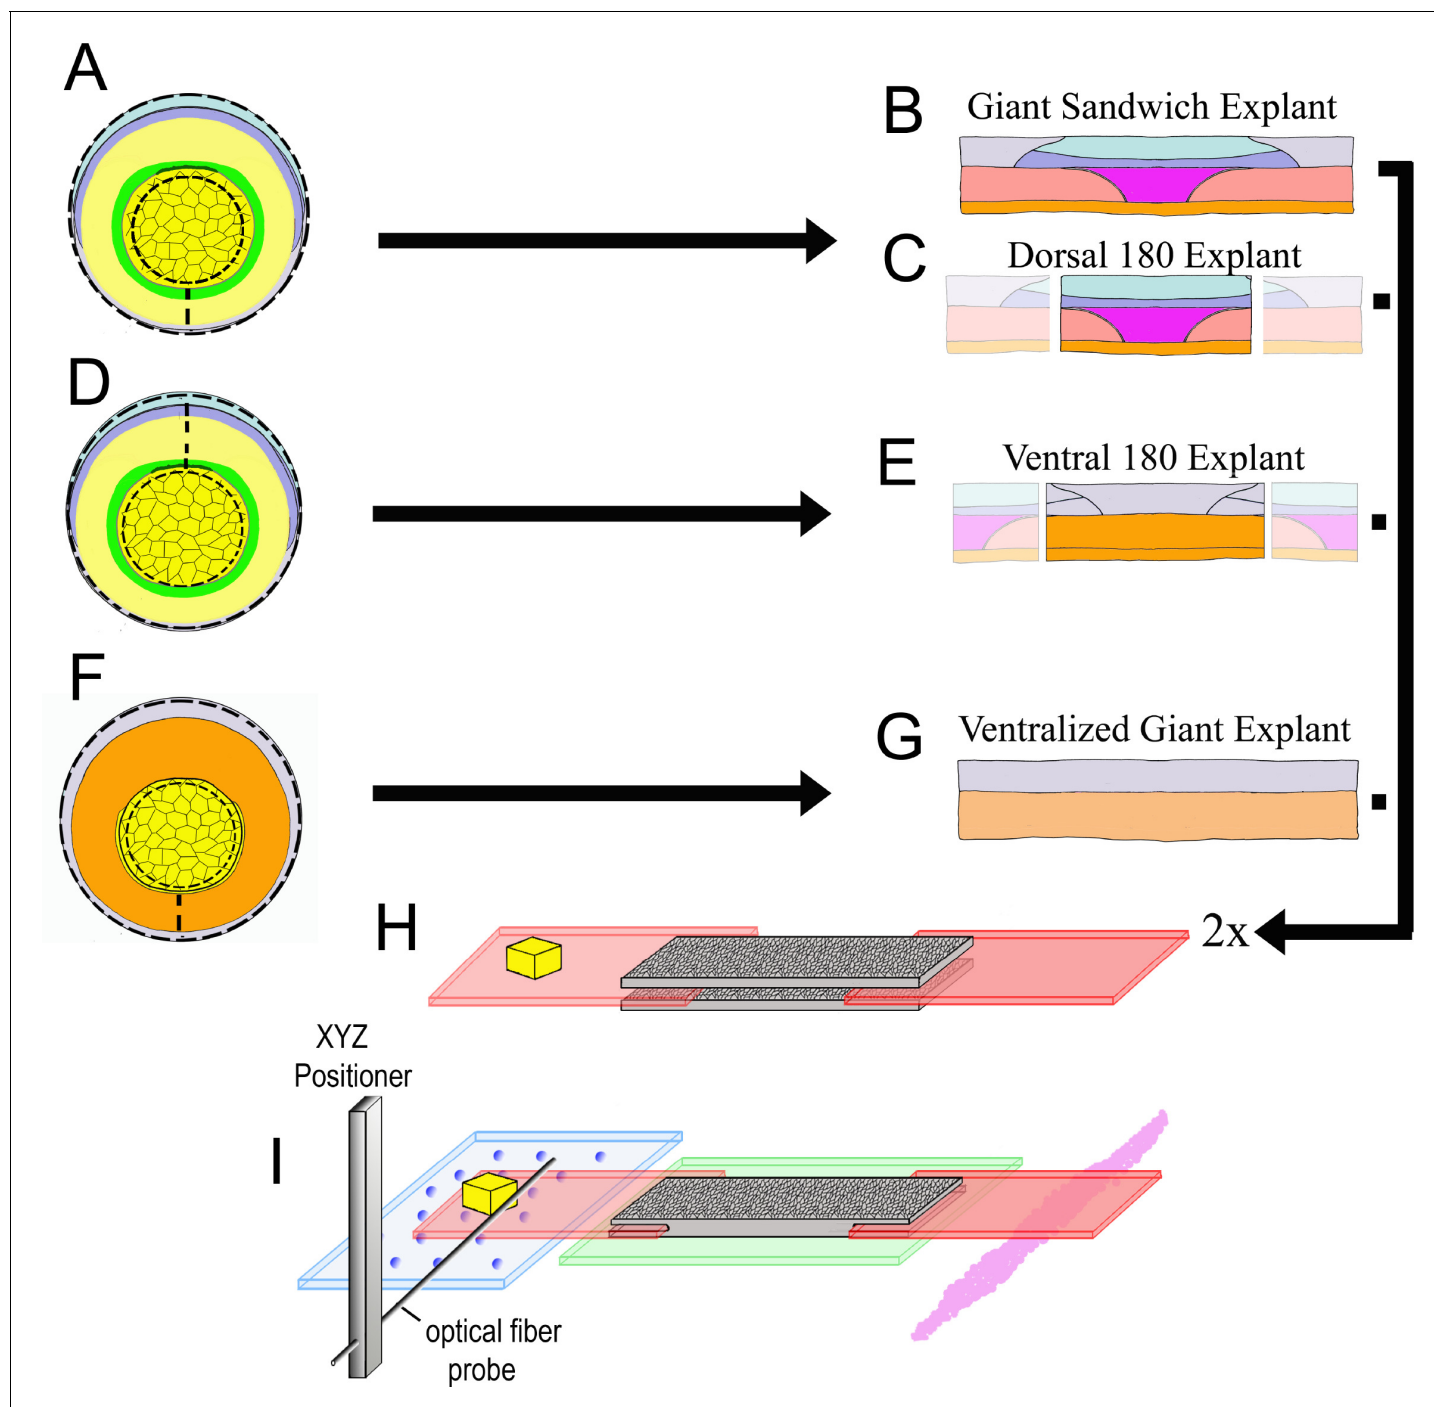 A
B
Giant Sandwich Explant
C
Dorsal 180 Explant
D
E
Ventral 180 Explant
F
G
Ventralized Giant Explant
H
2x
XYZ
Positioner
I
optical fiber
probe